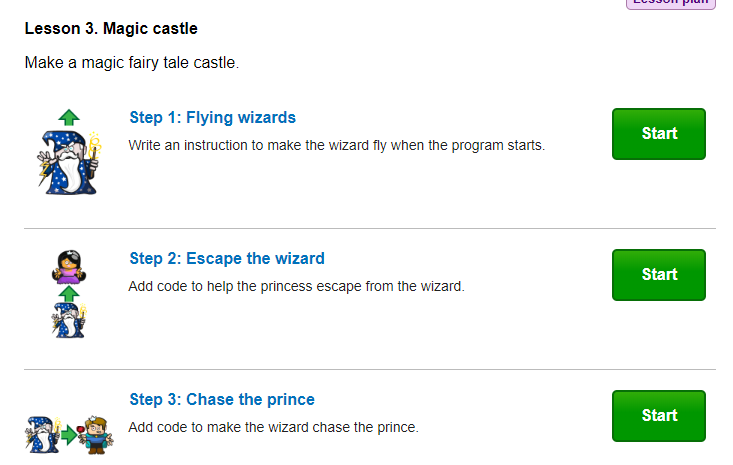 Lesson plan
Lesson 3. Magic castle
Make a magic fairy tale castle.
Step 1: Flying wizards
Write an instruction to make the wizard fly when the program starts.
Start
Step 2: Escape the wizard
Add code to help the princess escape from the wizard.
Start
Step 3: Chase the prince
Add code to make the wizard chase the prince.
Start